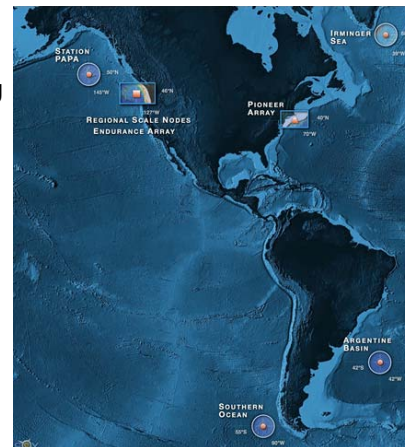 STATION
PAPA
50°N
145°W
IRMINGER
SEA
39°W
46°N
127°W
REGIONAL SCALE NODES
ENDURANCE ARRAY
PIONEER
ARRAY
40°N
70°W
ARGENTINE
BASIN
42°S
42°W
SOUTHERN
OCEAN
55°S
90°W